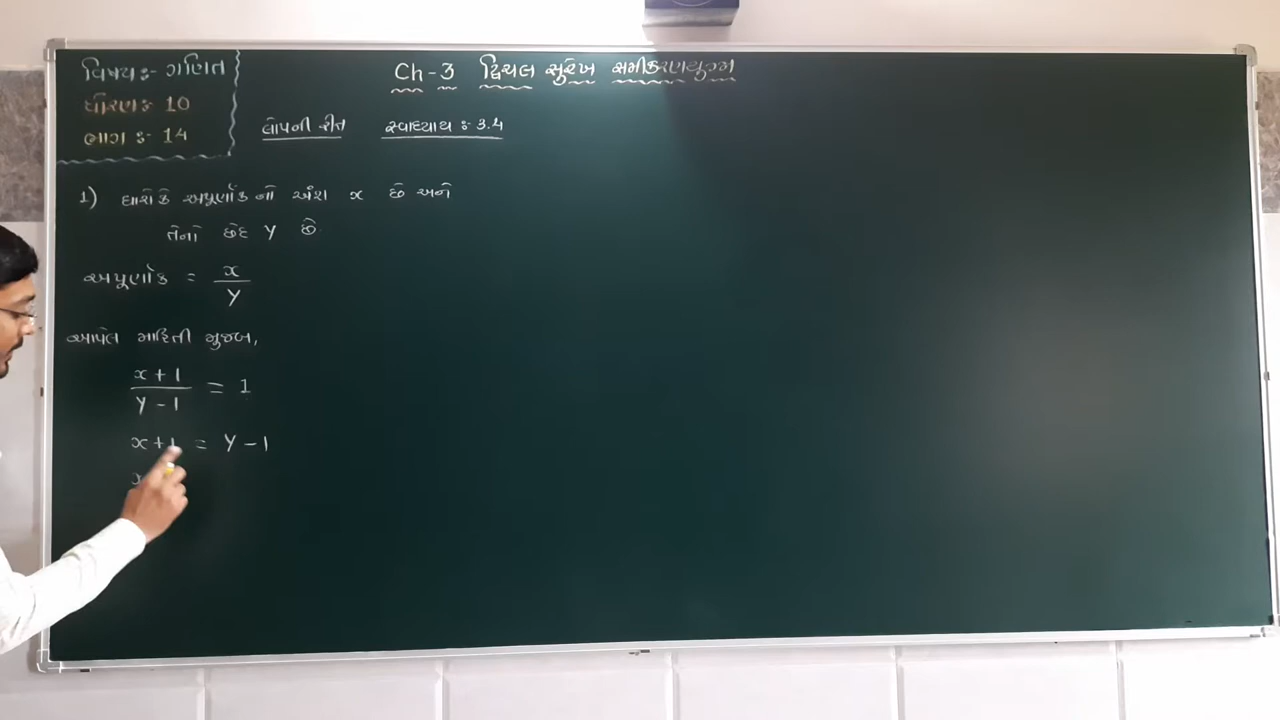 વિષય :- ગણિત
ધોરણ : 10
ભાગ :- 14
Ch - 3 દ્વિચલ સુરેખ સમીકરણયુગ્મ
લોપની રીત સ્વાધ્યાય :- 3.4
1) ધારોકે અપૂર્ણાંકનો અંશ x છે અને
તેનો છેદ y છે.
અપૂર્ણાંક = x/y
આપેલ માહિતી મુજબ,
x + 1 / y - 1 = 1
x + 1 = y - 1
x